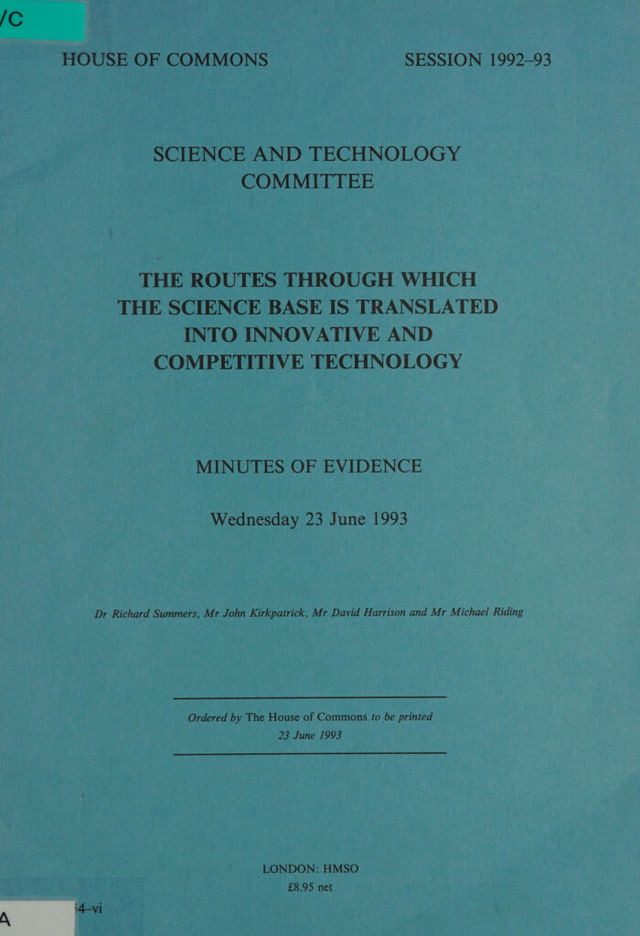 /C
HOUSE OF COMMONS SESSION 1992–93
SCIENCE AND TECHNOLOGY
COMMITTEE
THE ROUTES THROUGH WHICH
THE SCIENCE BASE IS TRANSLATED
INTO INNOVATIVE AND
COMPETITIVE TECHNOLOGY
MINUTES OF EVIDENCE
Wednesday 23 June 1993
Dr Richard Summers, Mr John Kirkpatrick, Mr David Harrison and Mr Michael Riding
Ordered by The House of Commons to be printed
23 June 1993
LONDON: HMSO
£8.95 net
4–vi
A